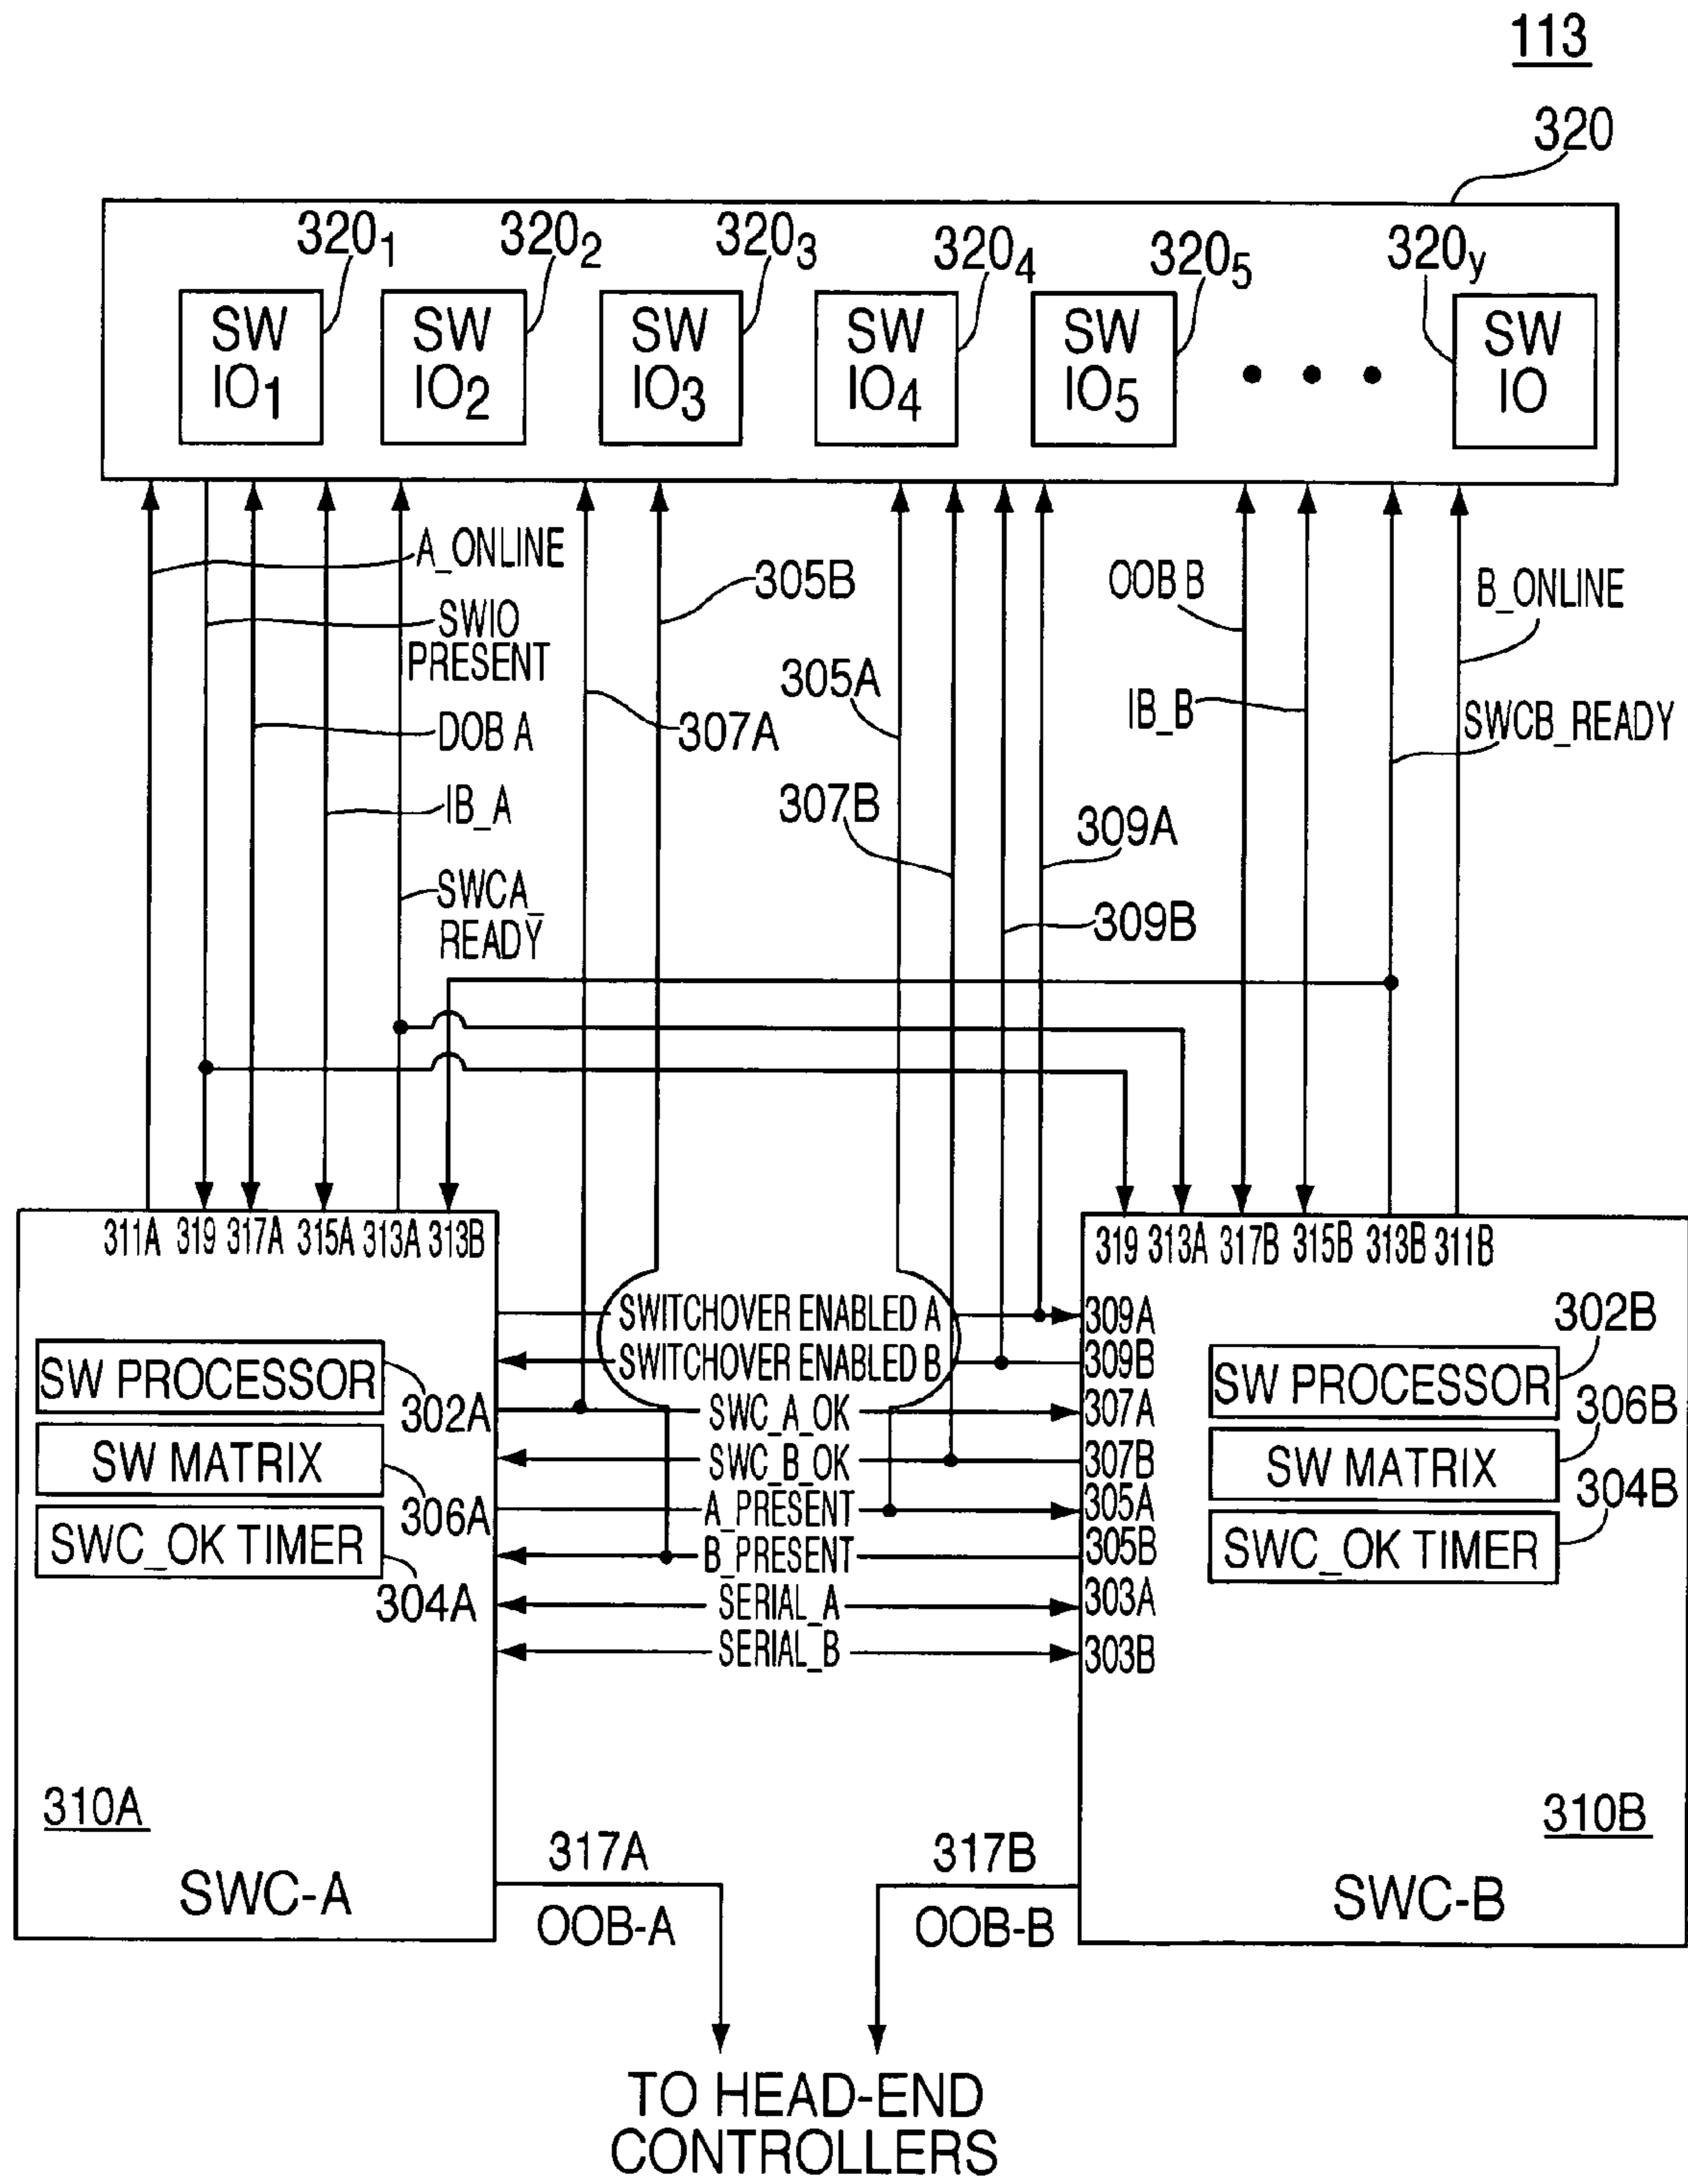 113
320
320₁ 320₂ 320₃ 320₄ 320₅ 320y
SW IO₁
SW IO₂
SW IO₃
SW IO₄
SW IO₅
• • •
SW IO
A_ONLINE
SWIO PRESENT
DOB A
IB_A
SWCA_READY
307A
305B
305A
307B
309A
309B
OOB B
IB_B
B_ONLINE
SWCB_READY
311A 319 317A 315A 313A 313B
319 313A 317B 315B 313B 311B
SWITCHOVER ENABLED A 309A
SWITCHOVER ENABLED B 309B
SWC_A_OK 307A
SWC_B_OK 307B
A_PRESENT 305A
B_PRESENT 305B
SERIAL_A 303A
SERIAL_B 303B
SW PROCESSOR 302A
SW MATRIX 306A
SWC_OK TIMER 304A
310A
SWC-A
SW PROCESSOR 302B
SW MATRIX 306B
SWC_OK TIMER 304B
310B
SWC-B
317A
OOB-A
317B
OOB-B
TO HEAD-END
CONTROLLERS